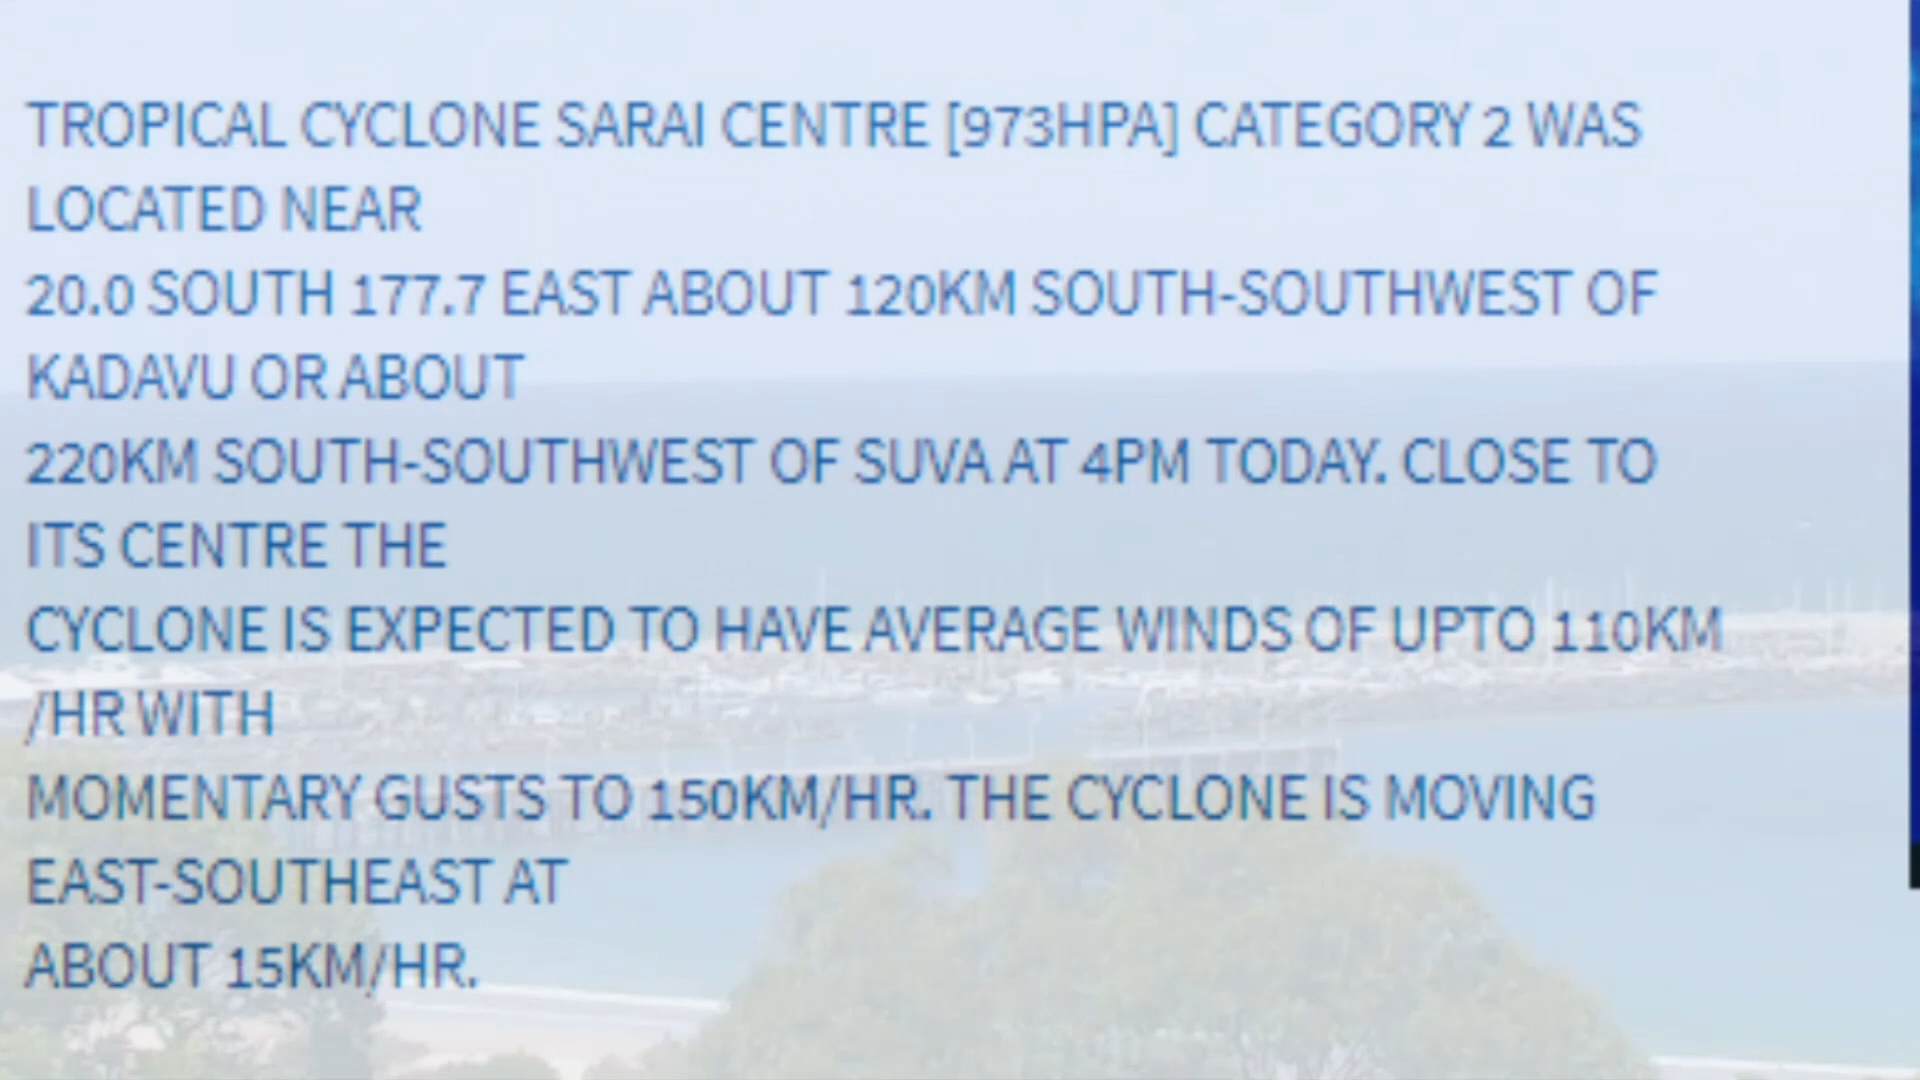 TROPICAL CYCLONE SARAI CENTRE [973HPA] CATEGORY 2 WAS
LOCATED NEAR
20.0 SOUTH 177.7 EAST ABOUT 120KM SOUTH-SOUTHWEST OF
KADAVU OR ABOUT
220KM SOUTH-SOUTHWEST OF SUVA AT 4PM TODAY. CLOSE TO
ITS CENTRE THE
CYCLONE IS EXPECTED TO HAVE AVERAGE WINDS OF UPTO 110KM
/HR WITH
MOMENTARY GUSTS TO 150KM/HR. THE CYCLONE IS MOVING
EAST-SOUTHEAST AT
ABOUT 15KM/HR.